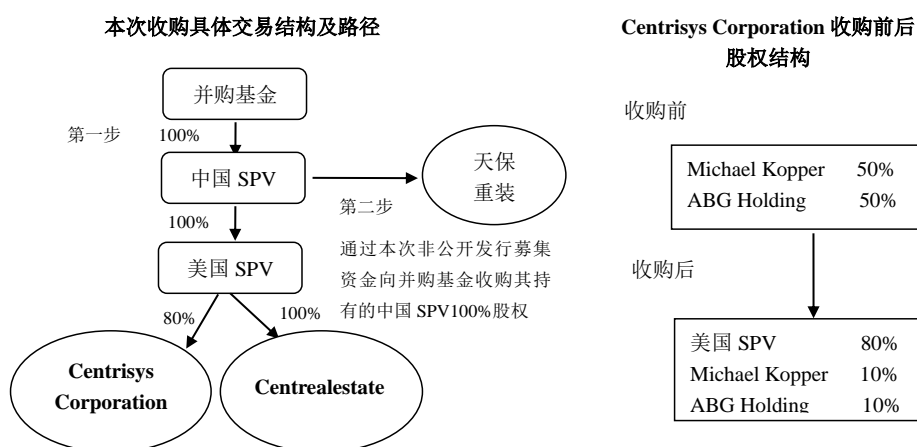 本次收购具体交易结构及路径
并购基金
第一步 100%
中国 SPV
天保
重装
100%
第二步
美国 SPV
通过本次非公开发行募集
资金向并购基金收购其持
有的中国 SPV100%股权
80%
100%
Centrisys
Corporation
Centrealestate
Centrisys Corporation 收购前后
股权结构
收购前
Michael Kopper 50%
ABG Holding 50%
收购后
美国 SPV 80%
Michael Kopper 10%
ABG Holding 10%